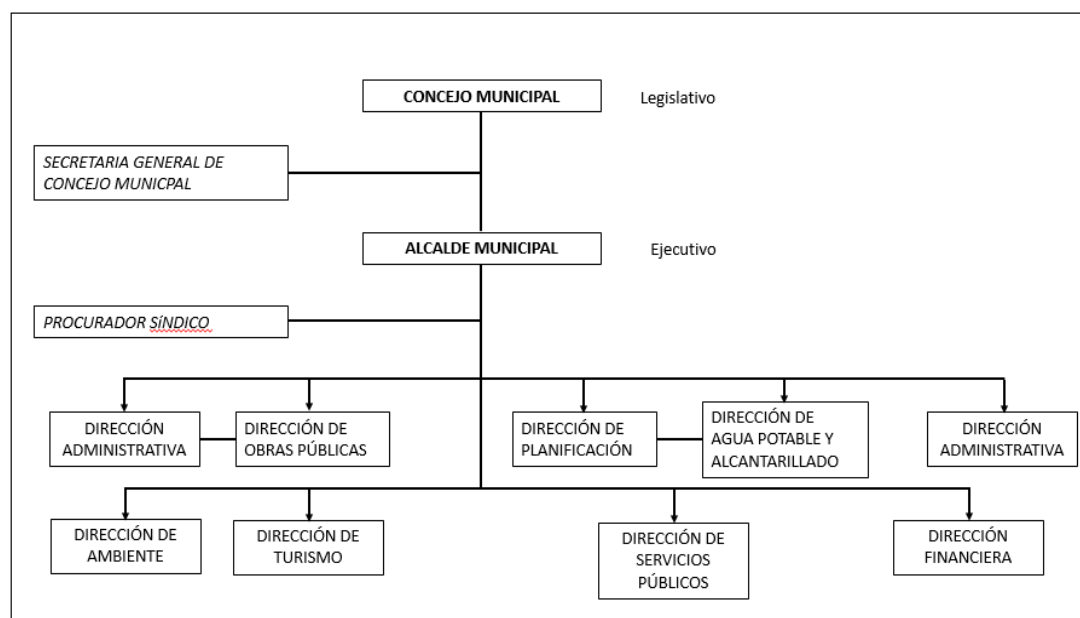 CONCEJO MUNICIPAL
Legislativo
SECRETARIA GENERAL DE
CONCEJO MUNICPAL
ALCALDE MUNICIPAL
Ejecutivo
PROCURADOR SíNDICO
DIRECCIÓN
ADMINISTRATIVA
DIRECCIÓN DE
OBRAS PÚBLICAS
DIRECCIÓN DE
PLANIFICACIÓN
DIRECCIÓN DE
AGUA POTABLE Y
ALCANTARILLADO
DIRECCIÓN
ADMINISTRATIVA
DIRECCIÓN DE
AMBIENTE
DIRECCIÓN DE
TURISMO
DIRECCIÓN DE
SERVICIOS
PÚBLICOS
DIRECCIÓN
FINANCIERA